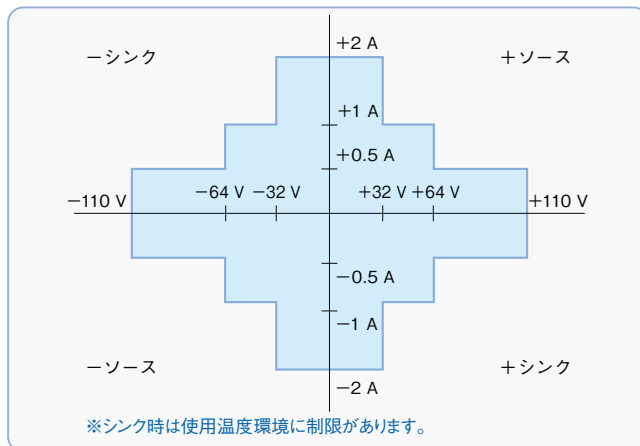 +2 A
−シンク
+ソース
+1 A
+0.5 A
−110 V
−64 V
−32 V
+32 V
+64 V
+110 V
−0.5 A
−1 A
−ソース
+シンク
−2 A
※シンク時は使用温度環境に制限があります。